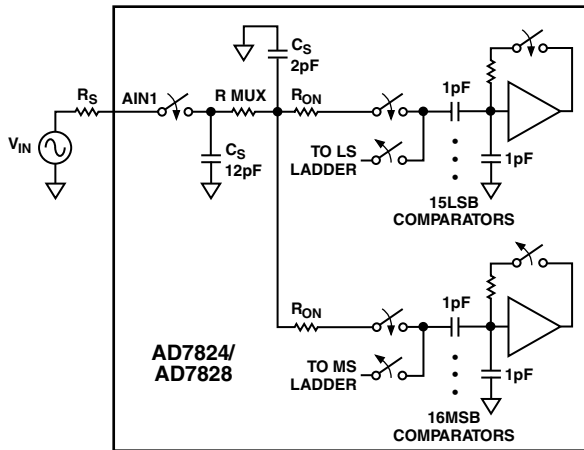 C_S
2pF
R_S
AIN1
R MUX
R_ON
1pF
V_IN
C_S
12pF
TO LS
LADDER
1pF
15LSB
COMPARATORS
R_ON
1pF
AD7824/
AD7828
TO MS
LADDER
1pF
16MSB
COMPARATORS